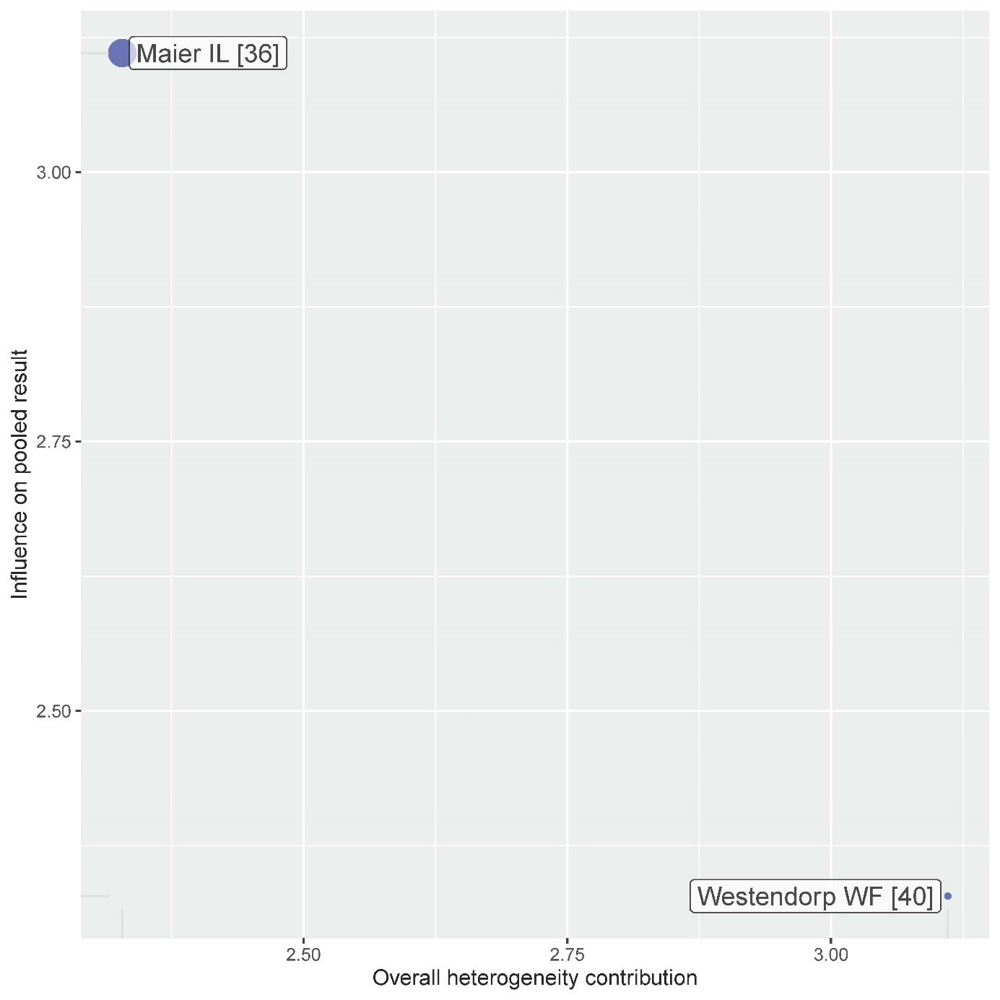 Maier IL [36]
3.00
2.75
2.50
Influence on pooled result
Westendorp WF [40]
2.50 2.75 3.00
Overall heterogeneity contribution